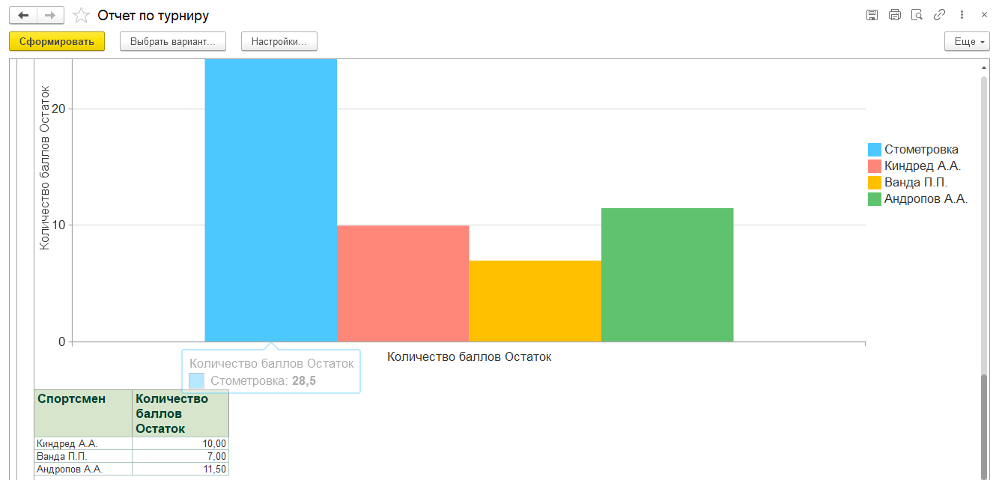 Отчет по турниру
Сформировать
Выбрать вариант...
Настройки...
Еще
Количество баллов Остаток
20
10
0
Стометровка
Киндред А.А.
Ванда П.П.
Андропов А.А.
Количество баллов Остаток
Количество баллов Остаток
Стометровка: 28,5
Спортсмен Количество
баллов
Остаток
Киндред А.А. 10,00
Ванда П.П. 7,00
Андропов А.А. 11,50